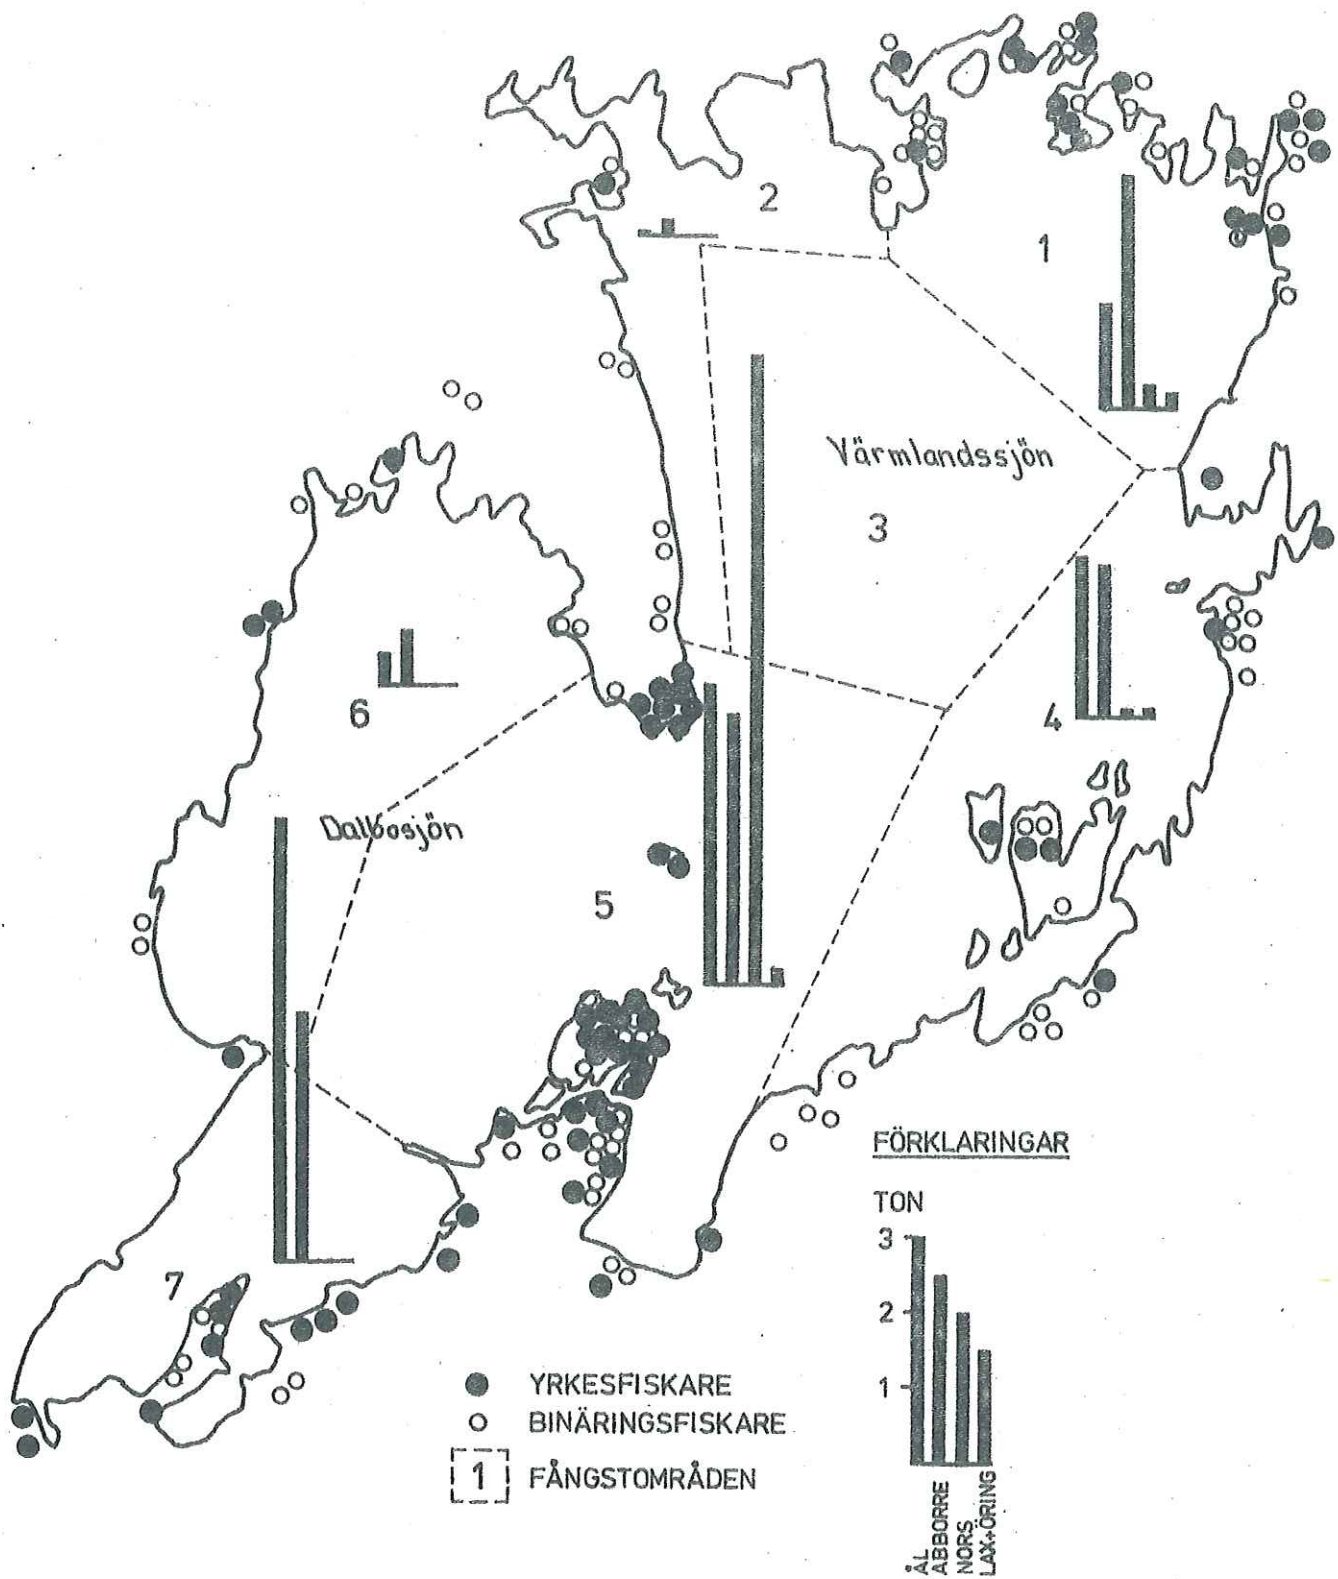 2
1
Värmlandssjön
3
6
4
Dalbosjön
5
7
FÖRKLARINGAR
TON
3
2
1
YRKESFISKARE
BINÄRINGSFISKARE
1 FÅNGSTOMRÅDEN
ÅL
ABBORRE
NORS
LAX+ÖRING